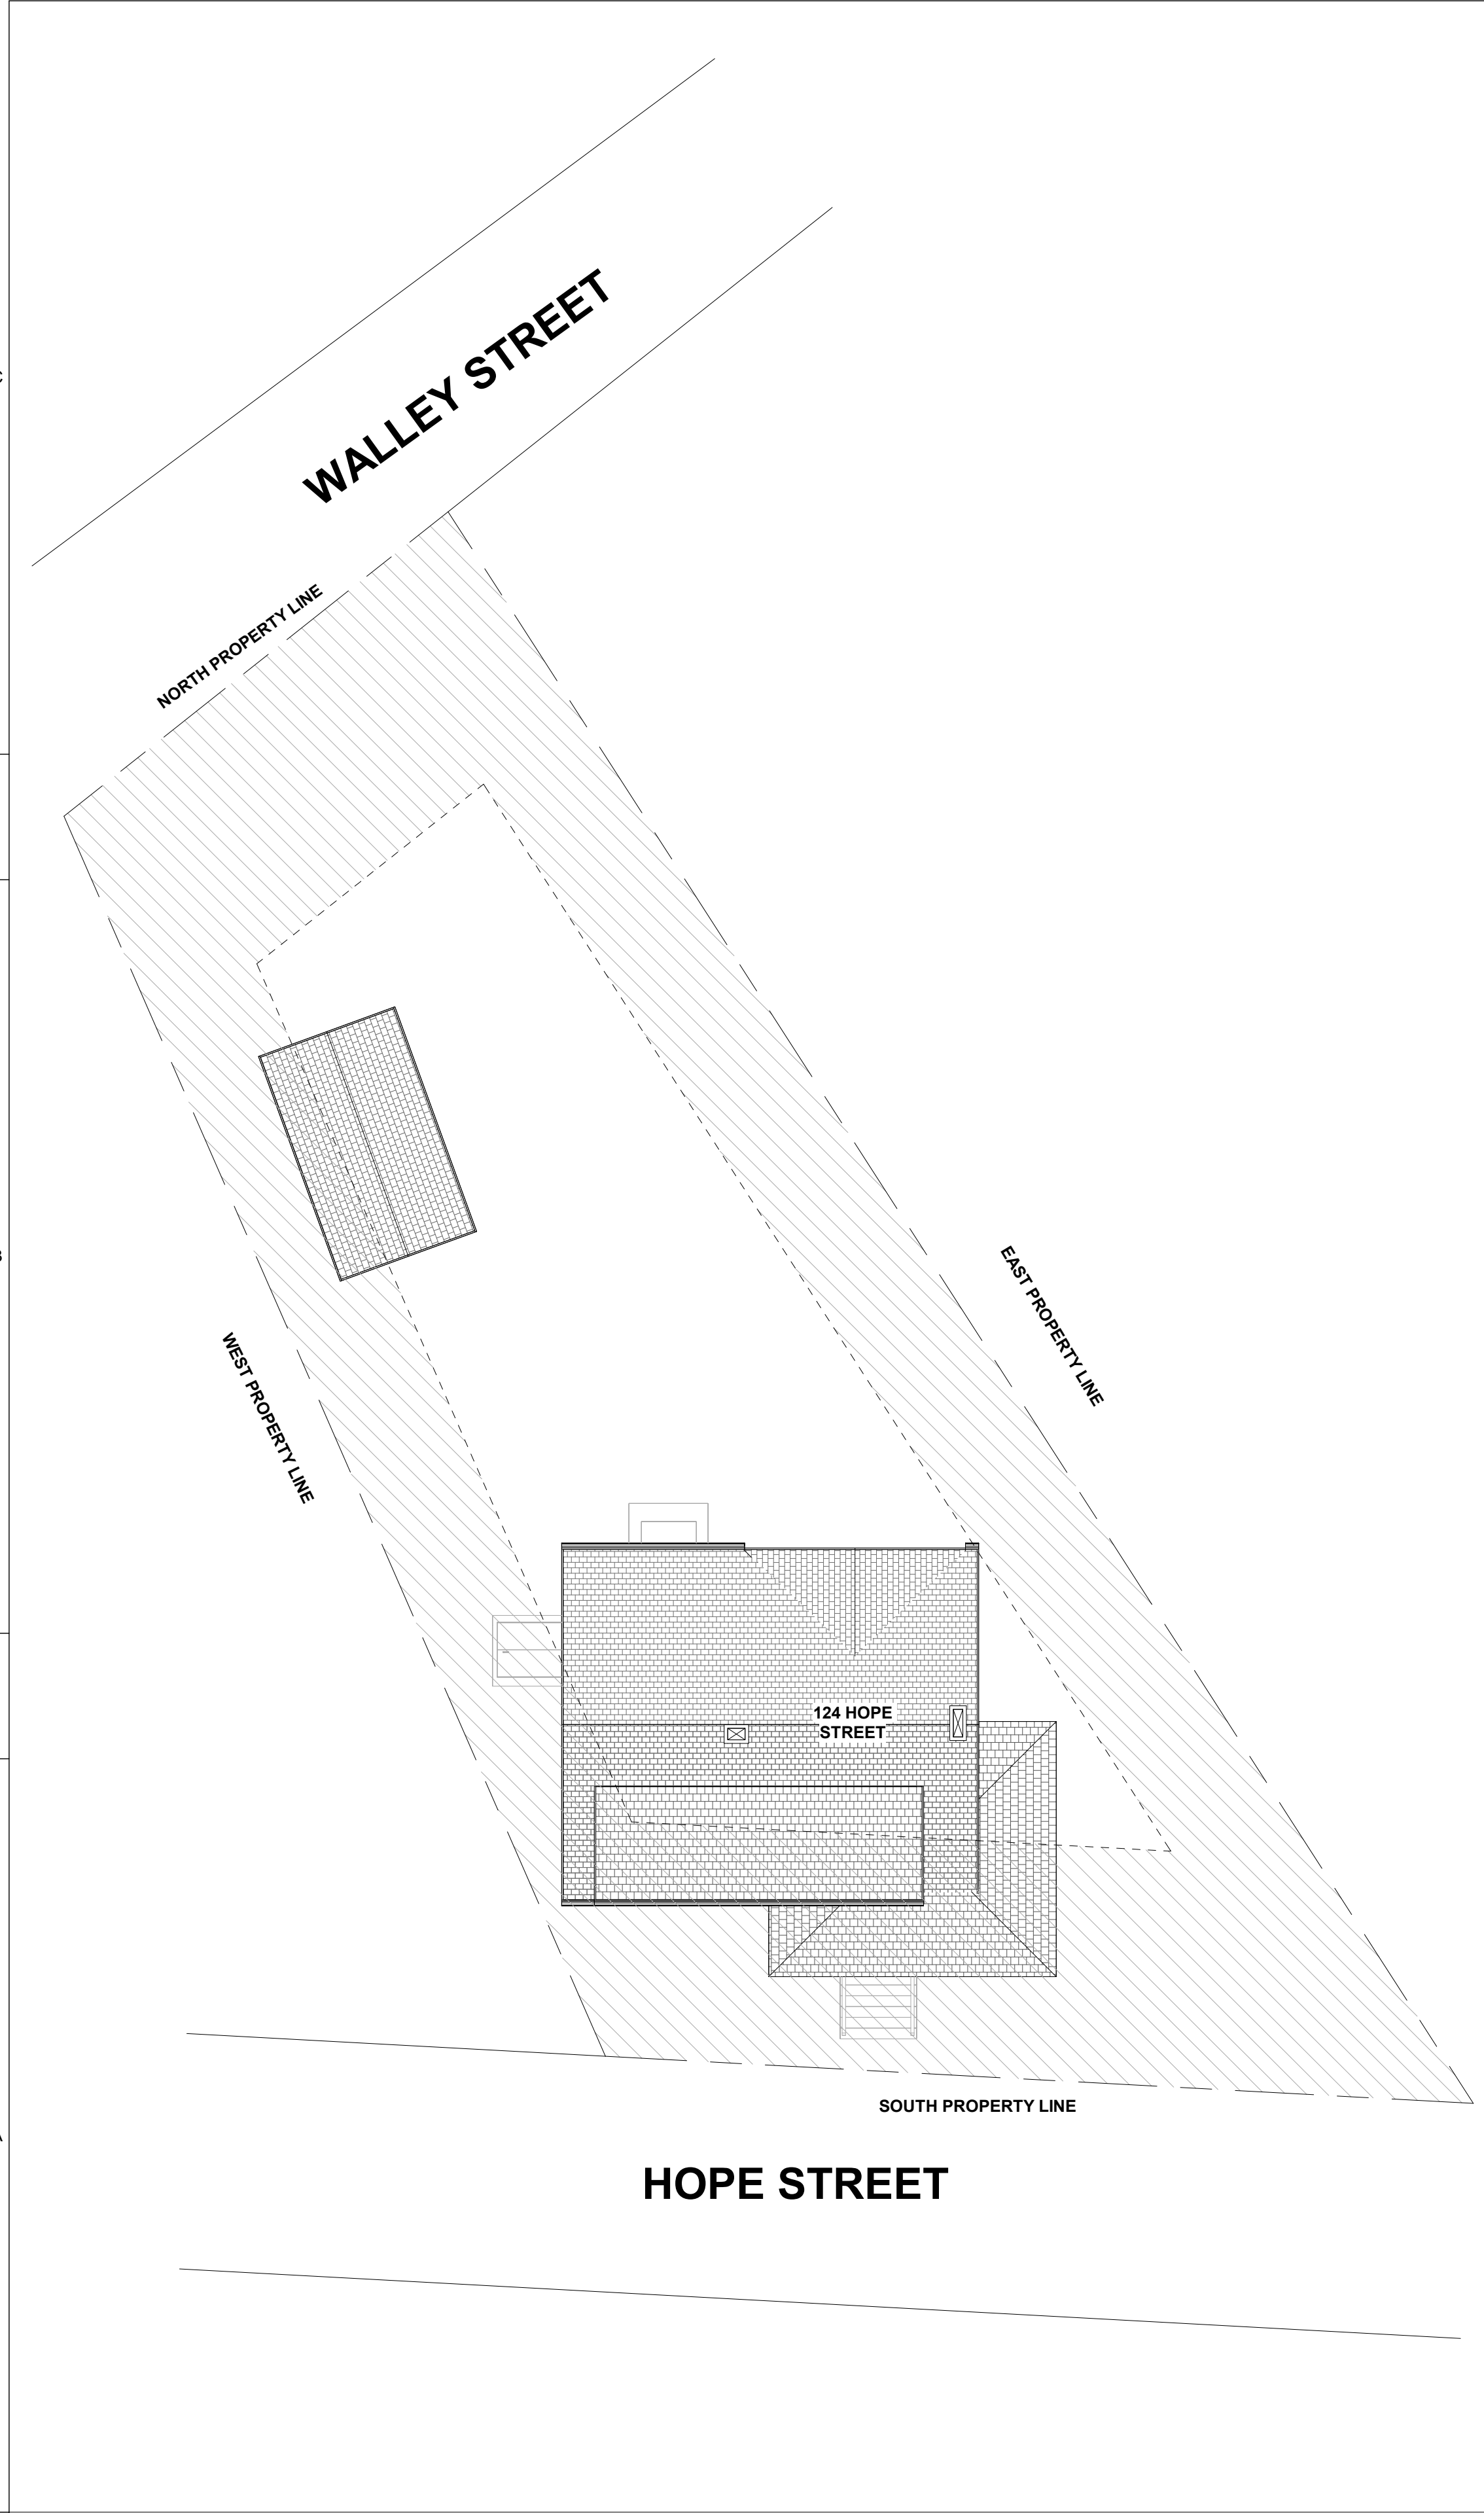 WALLEY STREET
NORTH PROPERTY LINE
EAST PROPERTY LINE
WEST PROPERTY LINE
124 HOPE
STREET
SOUTH PROPERTY LINE
HOPE STREET